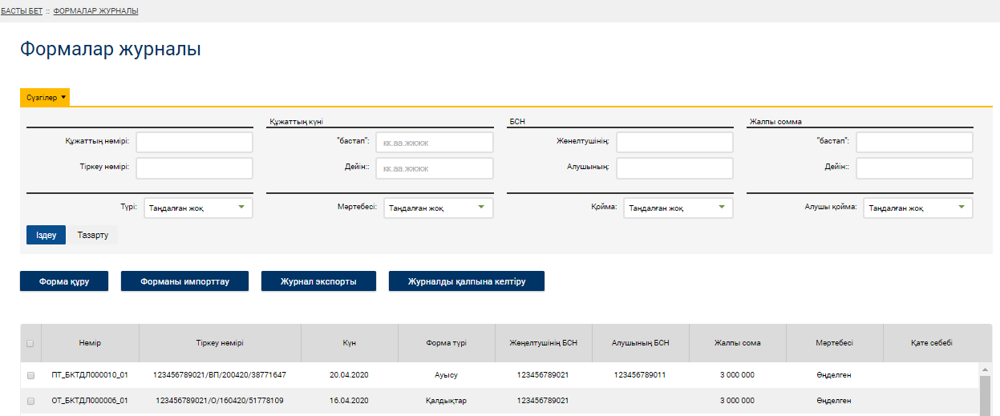 БАСТЫ БЕТ :: ФОРМАЛАР ЖУРНАЛЫ
Формалар журналы
Сүзгілер
Құжаттың күні БСН Жалпы сомма
Құжаттың нөмірі: "бастап": кк.аа.жжжж Жөнелтушінің: "бастап":
Тіркеу нөмірі: Дейін:: кк.аа.жжжж Алушының: Дейін::
Түрі: Таңдалған жоқ Мәртебесі: Таңдалған жоқ Қойма: Таңдалған жоқ Алушы қойма: Таңдалған жоқ
Іздеу Тазарту
Форма құру Форманы импорттау Журнал экспорты Журналды қалпына келтіру
Нөмір Тіркеу нөмірі Күн Форма түрі Жөңелтушінің БСН Алушының БСН Жалпы сома Мәртебесі Қате себебі
ПТ_БКТДЛ000010_01 123456789021/ВП/200420/38771647 20.04.2020 Ауысу 123456789021 123456789011 3 000 000 Өңделген
ОТ_БКТДЛ000006_01 123456789021/О/160420/51778109 16.04.2020 Қалдықтар 123456789021 3 000 000 Өңделген